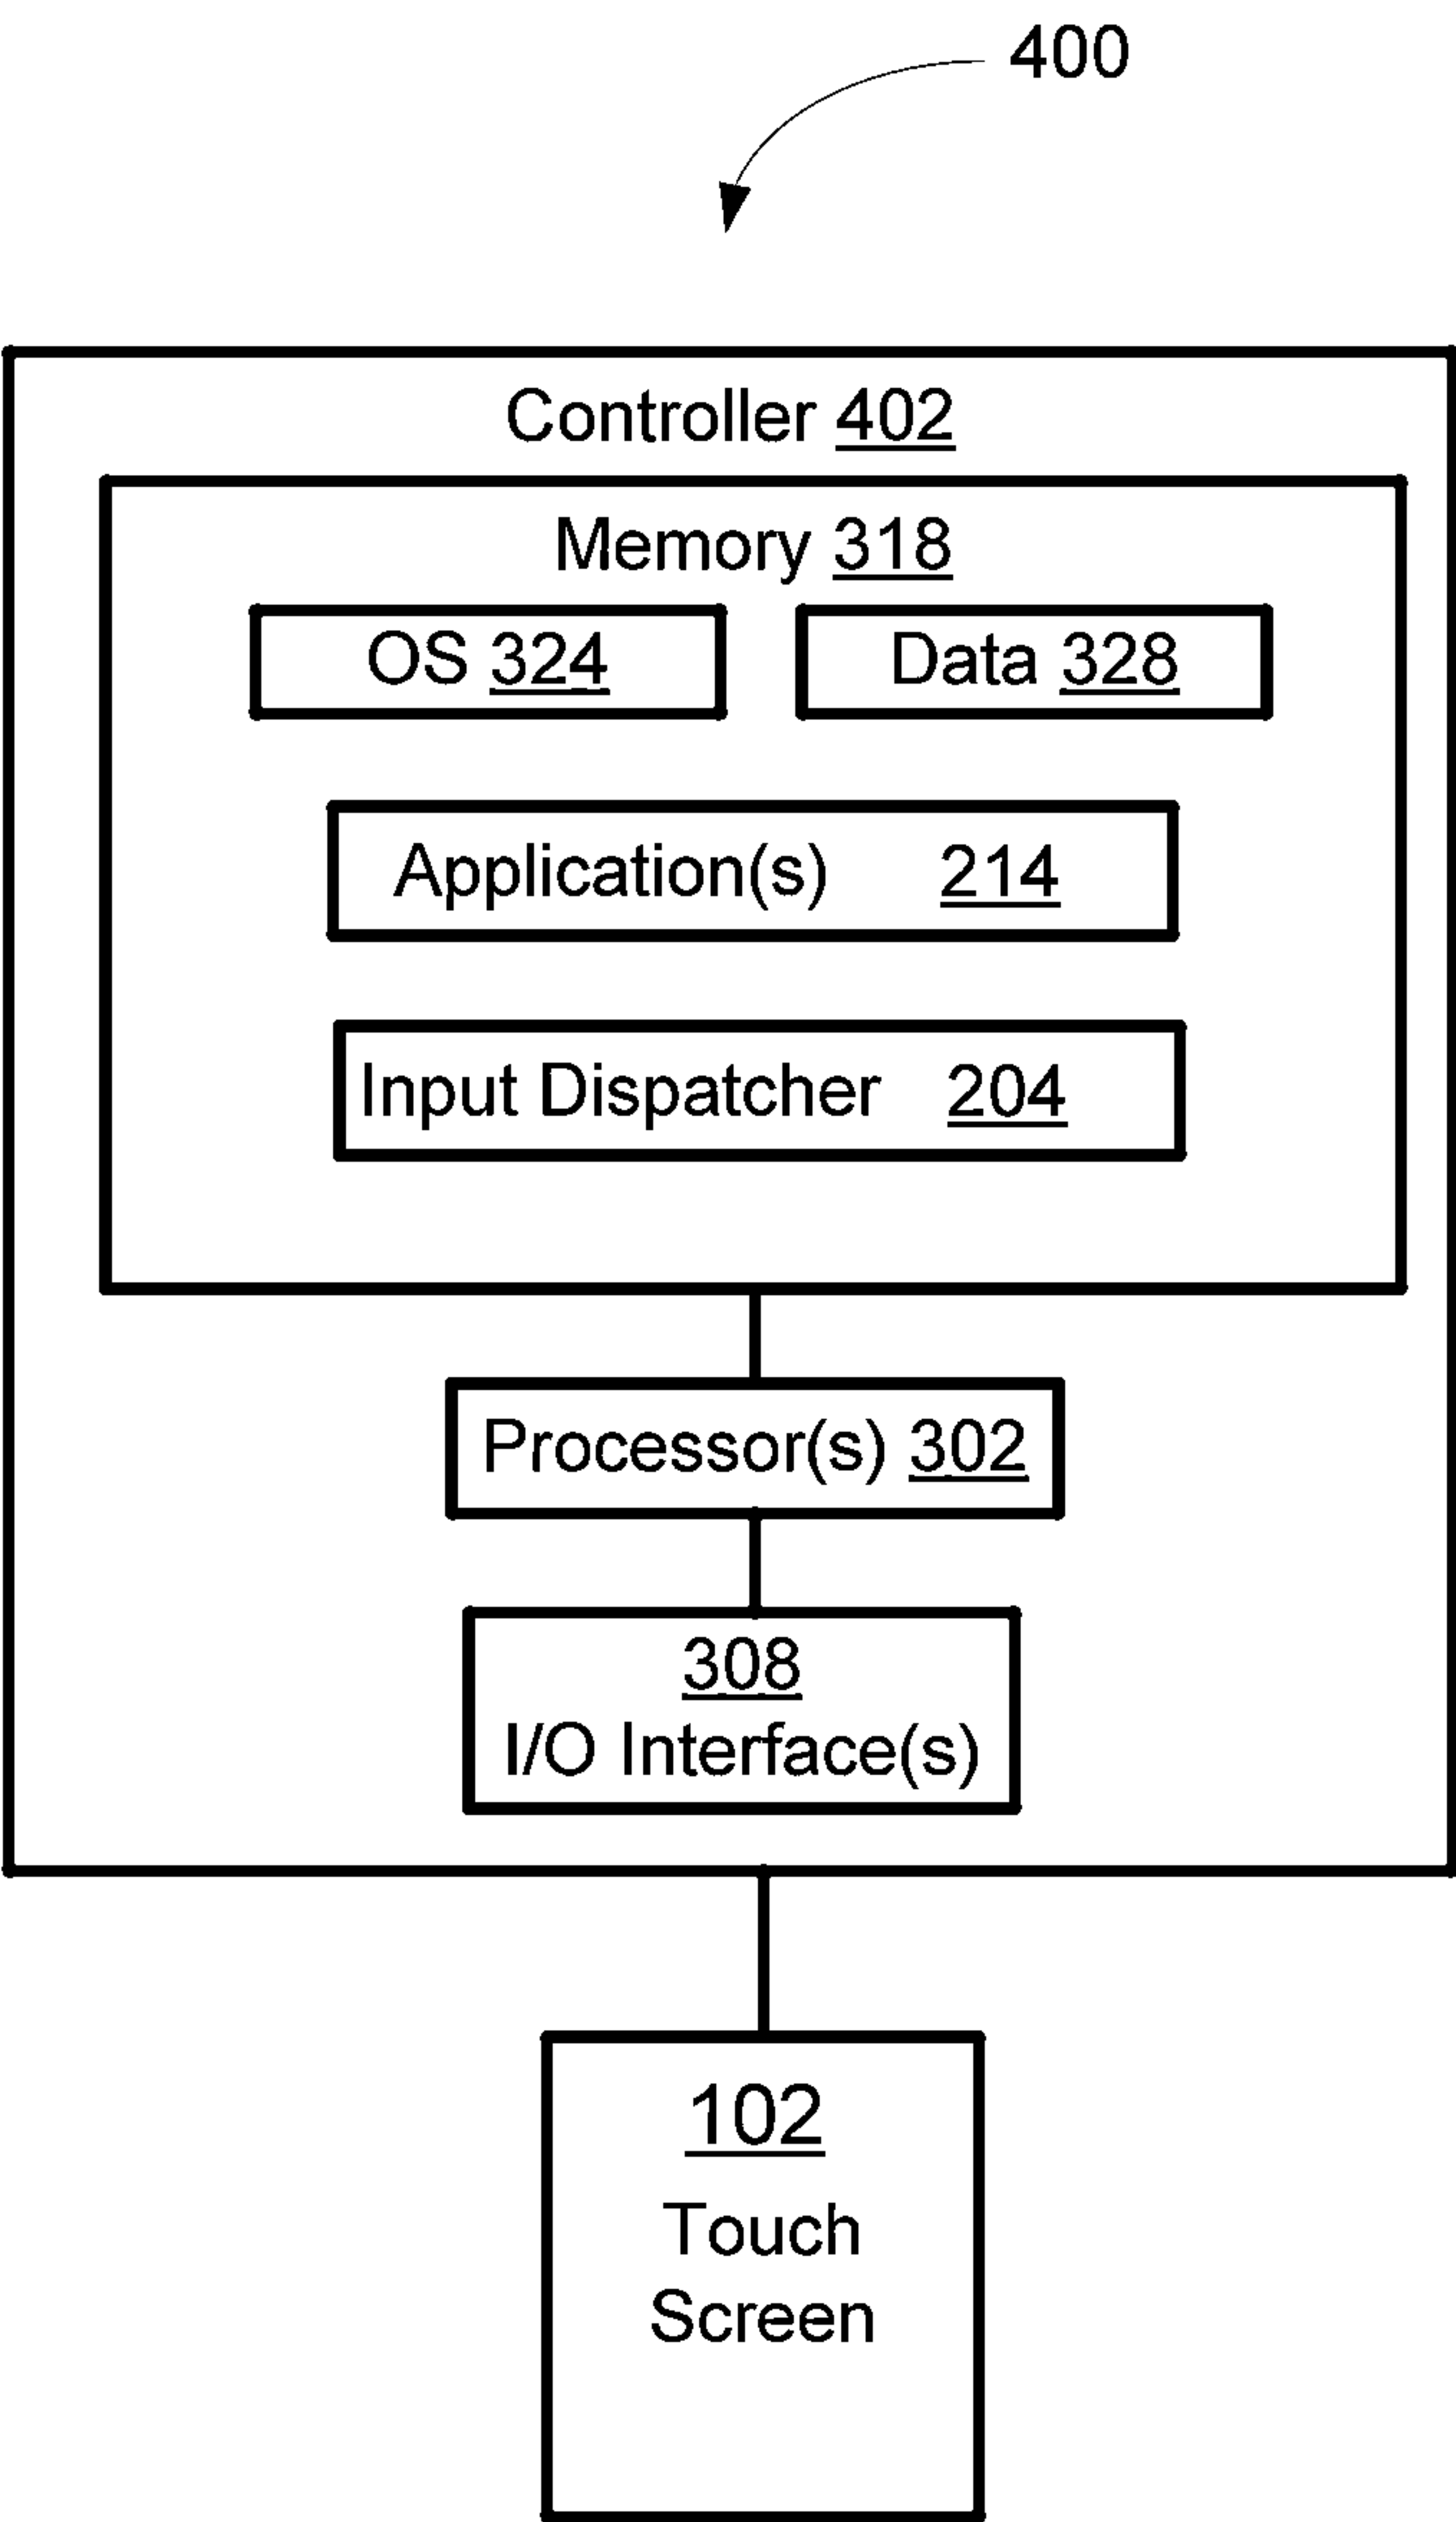 400
Controller 402
Memory 318
OS 324
Data 328
Application(s) 214
Input Dispatcher 204
Processor(s) 302
308
I/O Interface(s)
102
Touch
Screen